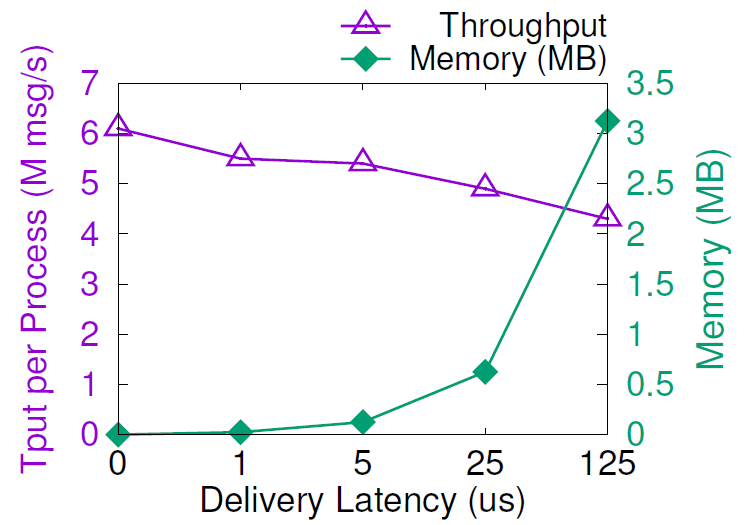 Throughput
Memory (MB)
Tput per Process (M msg/s)
7
6
5
4
3
2
1
0
3.5
3
2.5
2
1.5
1
0.5
0
Memory (MB)
0 1 5 25 125
Delivery Latency (us)